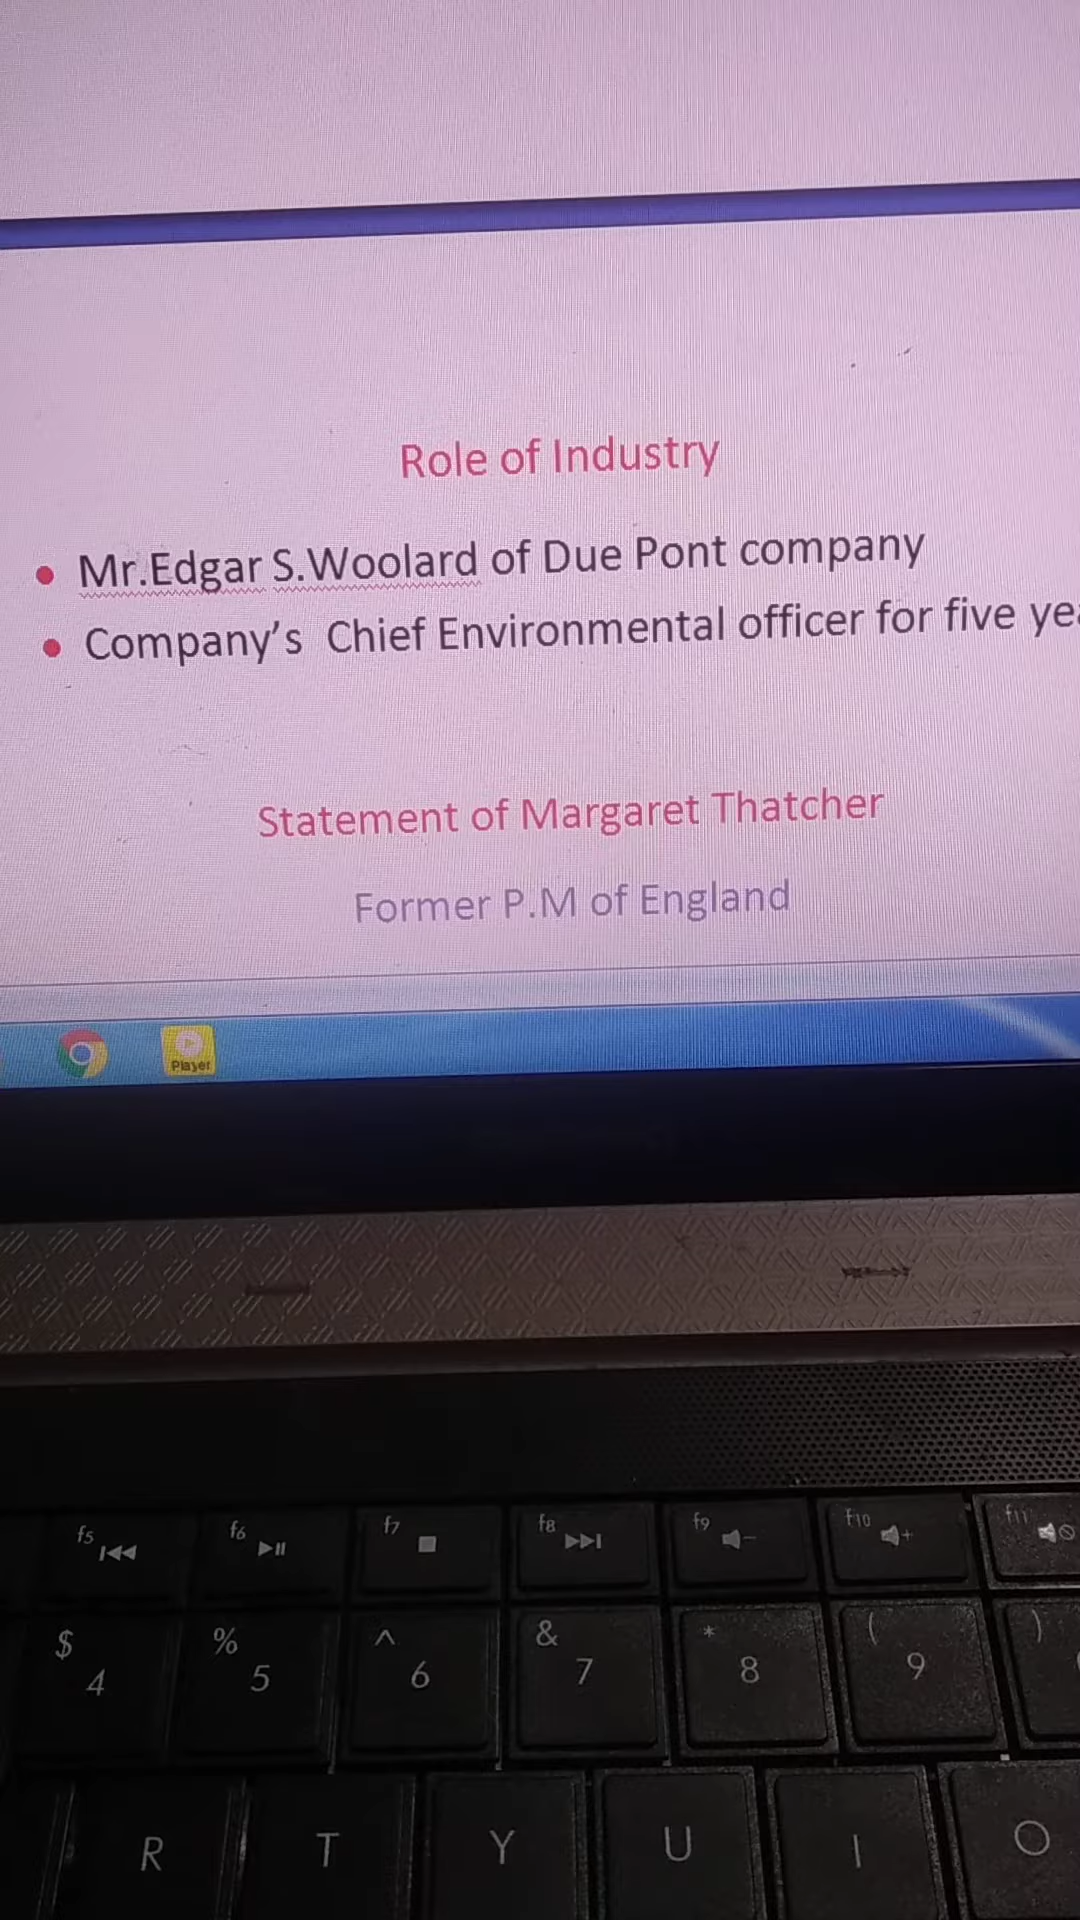 Role of Industry
• Mr.Edgar S.Woolard of Due Pont company
• Company's Chief Environmental officer for five
Statement of Margaret Thatcher
Former P.M of England
Player
f5 f6 f7 f8 f9 f10 f11
$ % ^ & * ( )
4 5 6 7 8 9
R T Y U I O